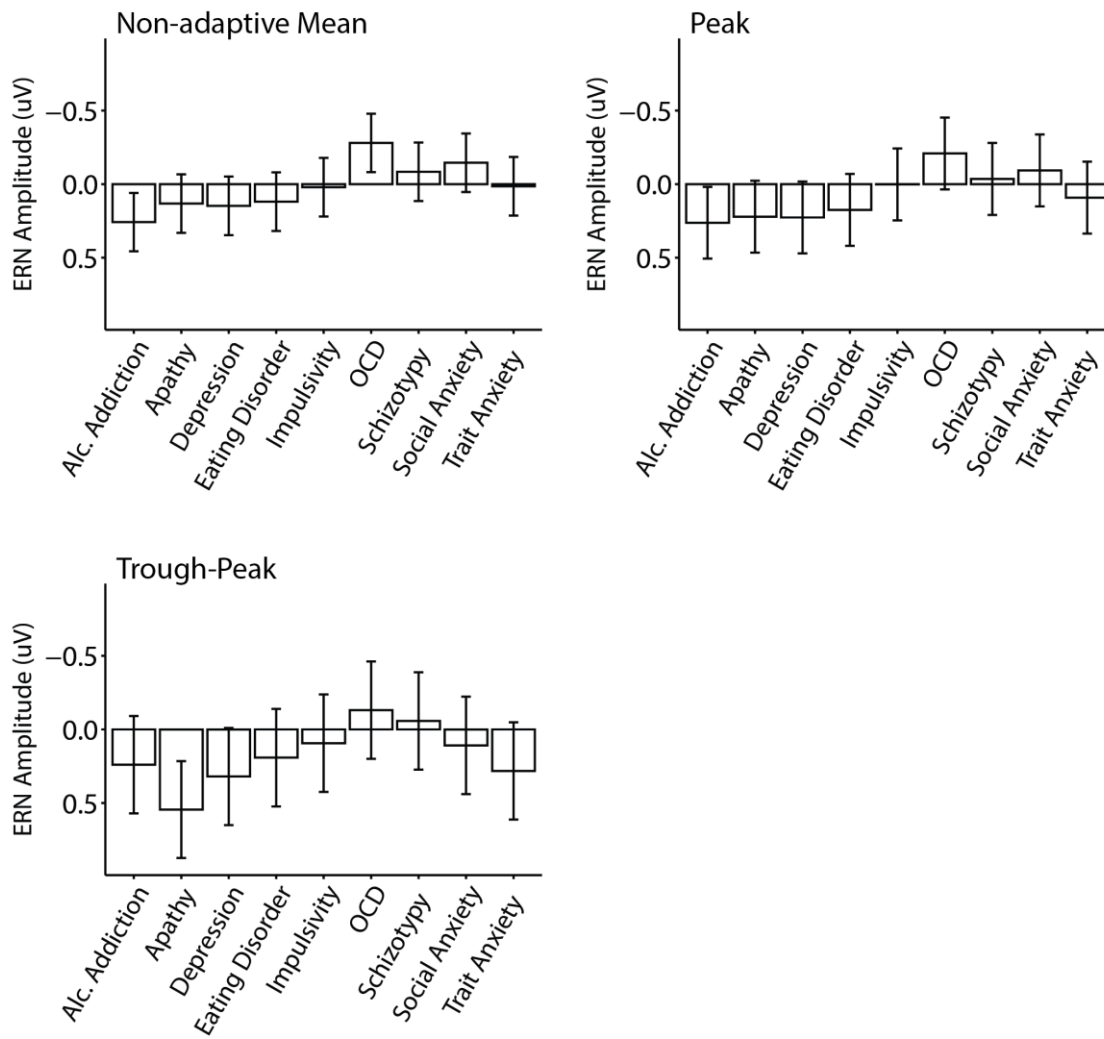 Non-adaptive Mean
ERN Amplitude (uV)
−0.5
0.0
0.5
Alc. Addiction
Apathy
Depression
Eating Disorder
Impulsivity
OCD
Schizotypy
Social Anxiety
Trait Anxiety
Peak
ERN Amplitude (uV)
−0.5
0.0
0.5
Alc. Addiction
Apathy
Depression
Eating Disorder
Impulsivity
OCD
Schizotypy
Social Anxiety
Trait Anxiety
Trough-Peak
ERN Amplitude (uV)
−0.5
0.0
0.5
Alc. Addiction
Apathy
Depression
Eating Disorder
Impulsivity
OCD
Schizotypy
Social Anxiety
Trait Anxiety